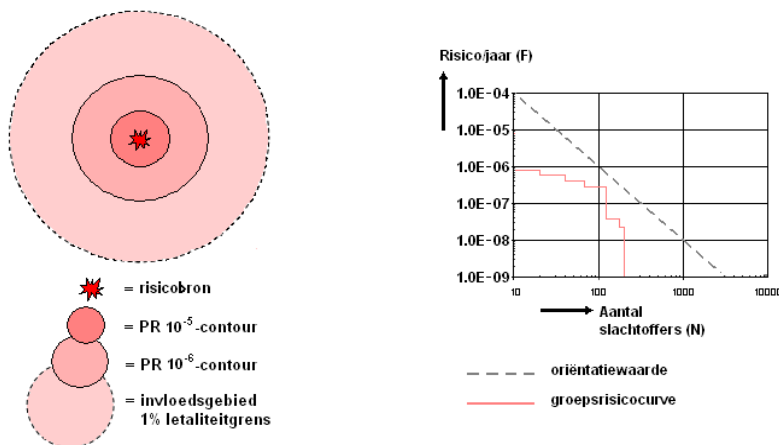 = risicobron
= PR 10-5-contour
= PR 10-6-contour
= invloedsgebied
1% letaliteitgrens
Risico/jaar (F)
1.0E-04
1.0E-05
1.0E-06
1.0E-07
1.0E-08
1.0E-09
10 100 1000 10000
Aantal
slachtoffers (N)
oriëntatiewaarde
groepsrisicocurve